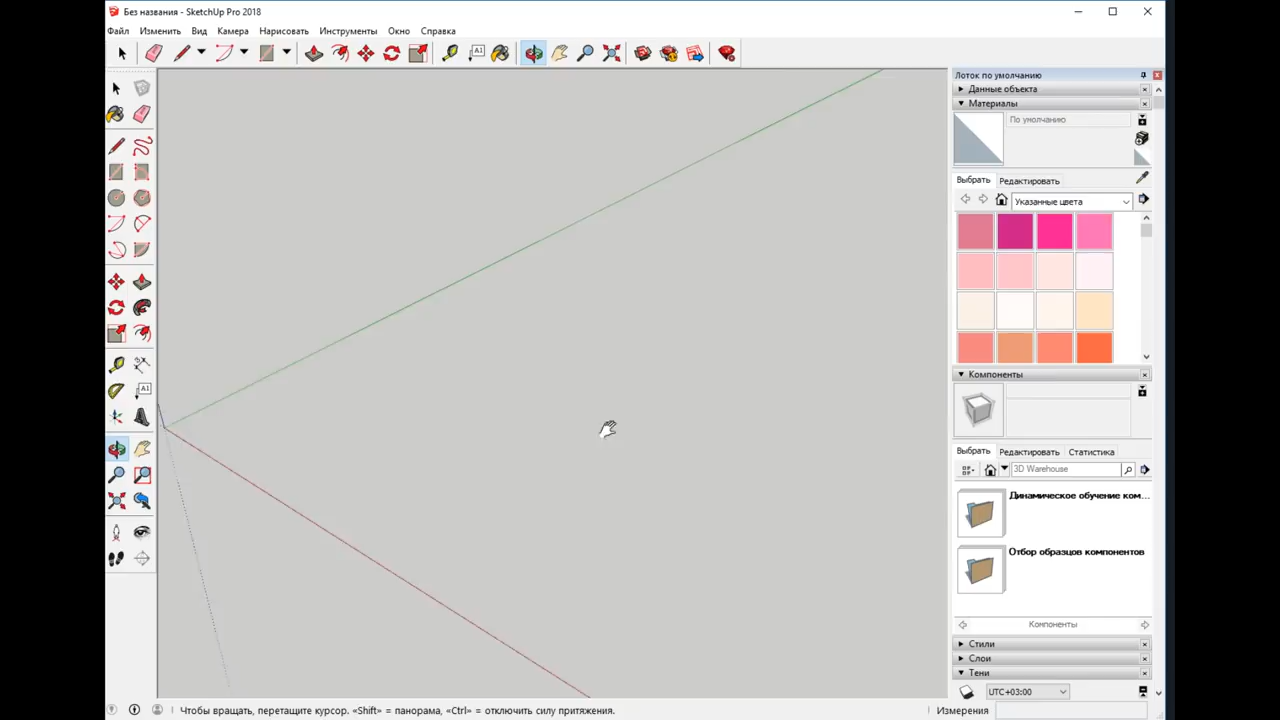 Без названия - SketchUp Pro 2018
Файл Изменить Вид Камера Нарисовать Инструменты Окно Справка
A1
Лоток по умолчанию
Данные объекта
Материалы
По умолчанию
Выбрать Редактировать
Указанные цвета
A1
Компоненты
Выбрать Редактировать Статистика
3D Warehouse
Динамическое обучение ком...
Отбор образцов компонентов
Компоненты
Стили
Слои
Тени
UTC+03:00
Чтобы вращать, перетащите курсор. «Shift» = панорама, «Ctrl» = отключить силу притяжения.
Измерения